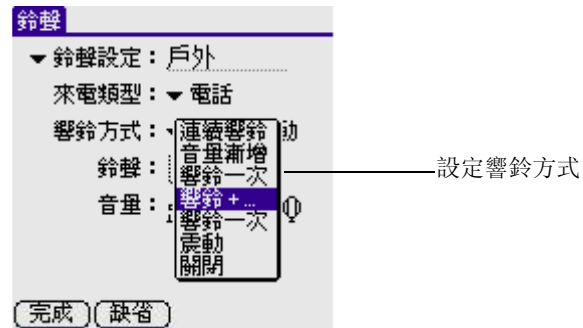 鈴聲
鈴聲設定：戶外
來電類型：電話
響鈴方式：
動
連續響鈴
音量漸增
響鈴一次
響鈴 + ...
響鈴一次
震動
關閉
鈴聲：
音量：
設定響鈴方式
完成 缺省